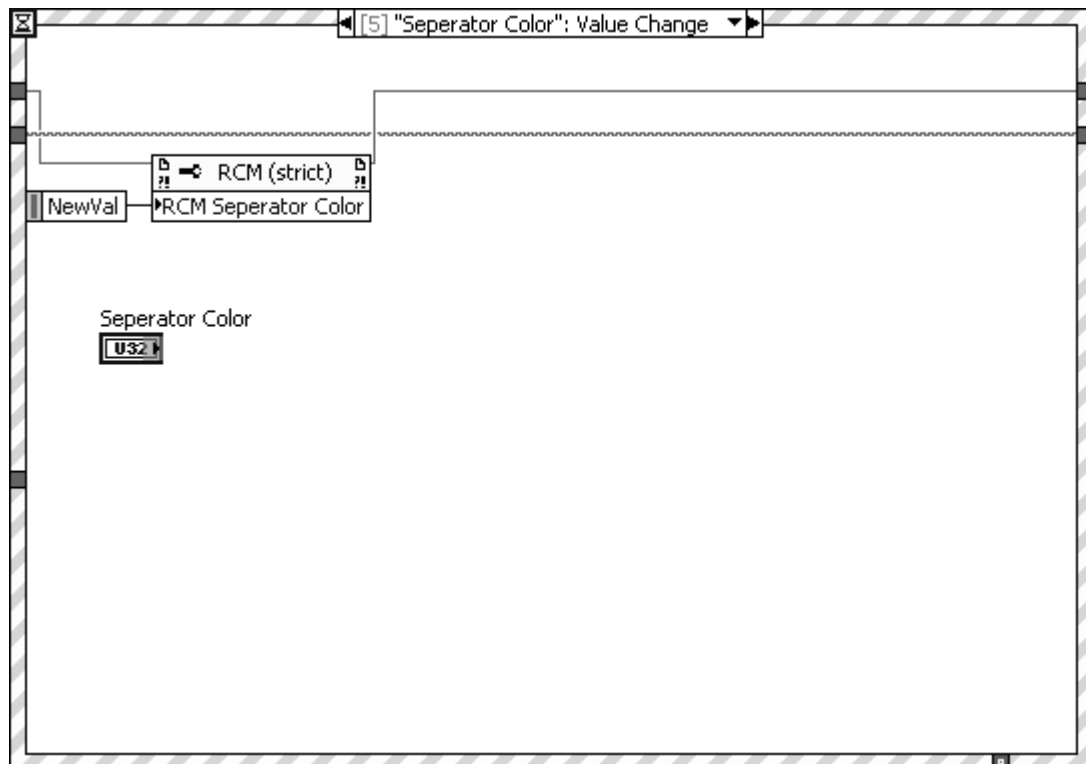 [5] "Seperator Color": Value Change
?! RCM (strict) ?!
NewVal RCM Seperator Color
Seperator Color
U32